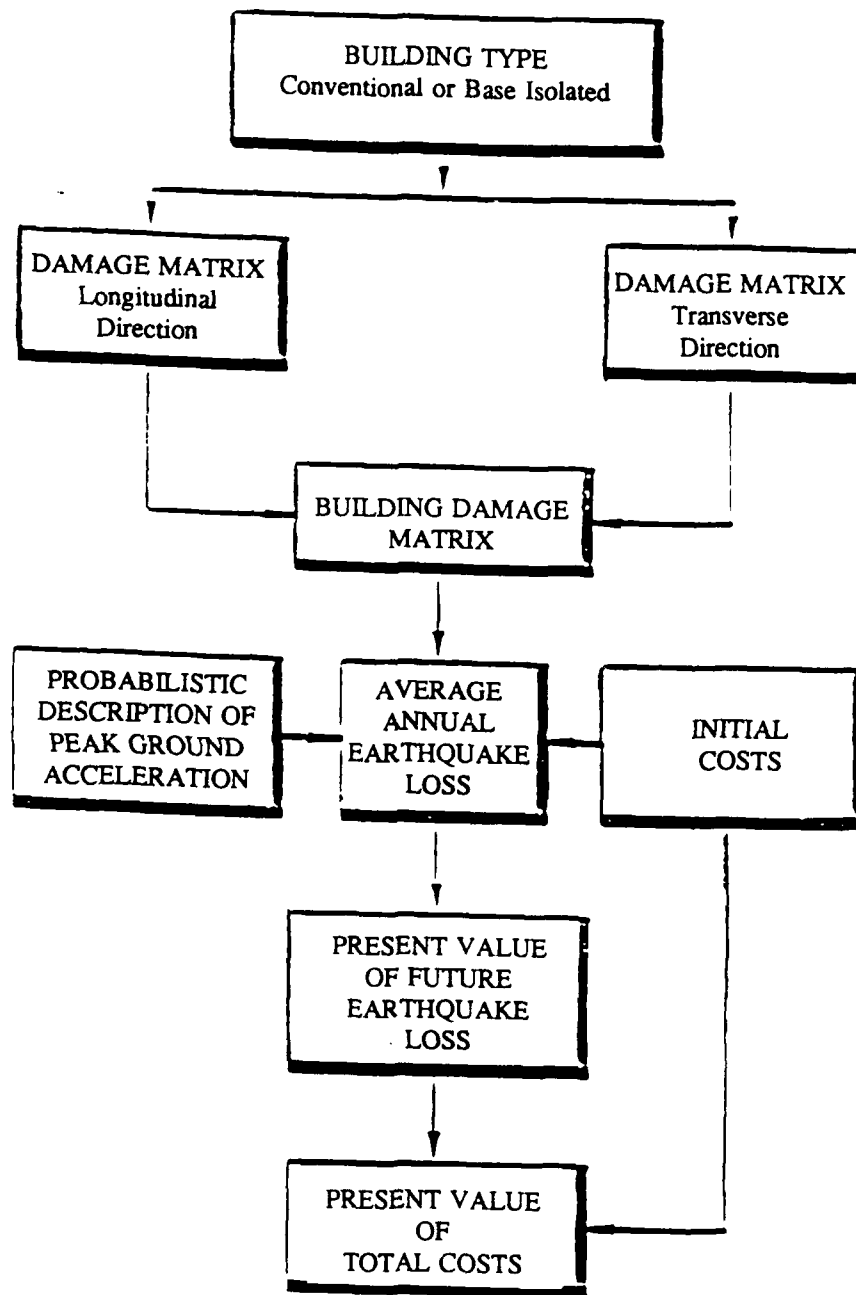 BUILDING TYPE
Conventional or Base Isolated
DAMAGE MATRIX
Longitudinal
Direction
DAMAGE MATRIX
Transverse
Direction
BUILDING DAMAGE
MATRIX
PROBABILISTIC
DESCRIPTION OF
PEAK GROUND
ACCELERATION
AVERAGE
ANNUAL
EARTHQUAKE
LOSS
INITIAL
COSTS
PRESENT VALUE
OF FUTURE
EARTHQUAKE
LOSS
PRESENT VALUE
OF
TOTAL COSTS